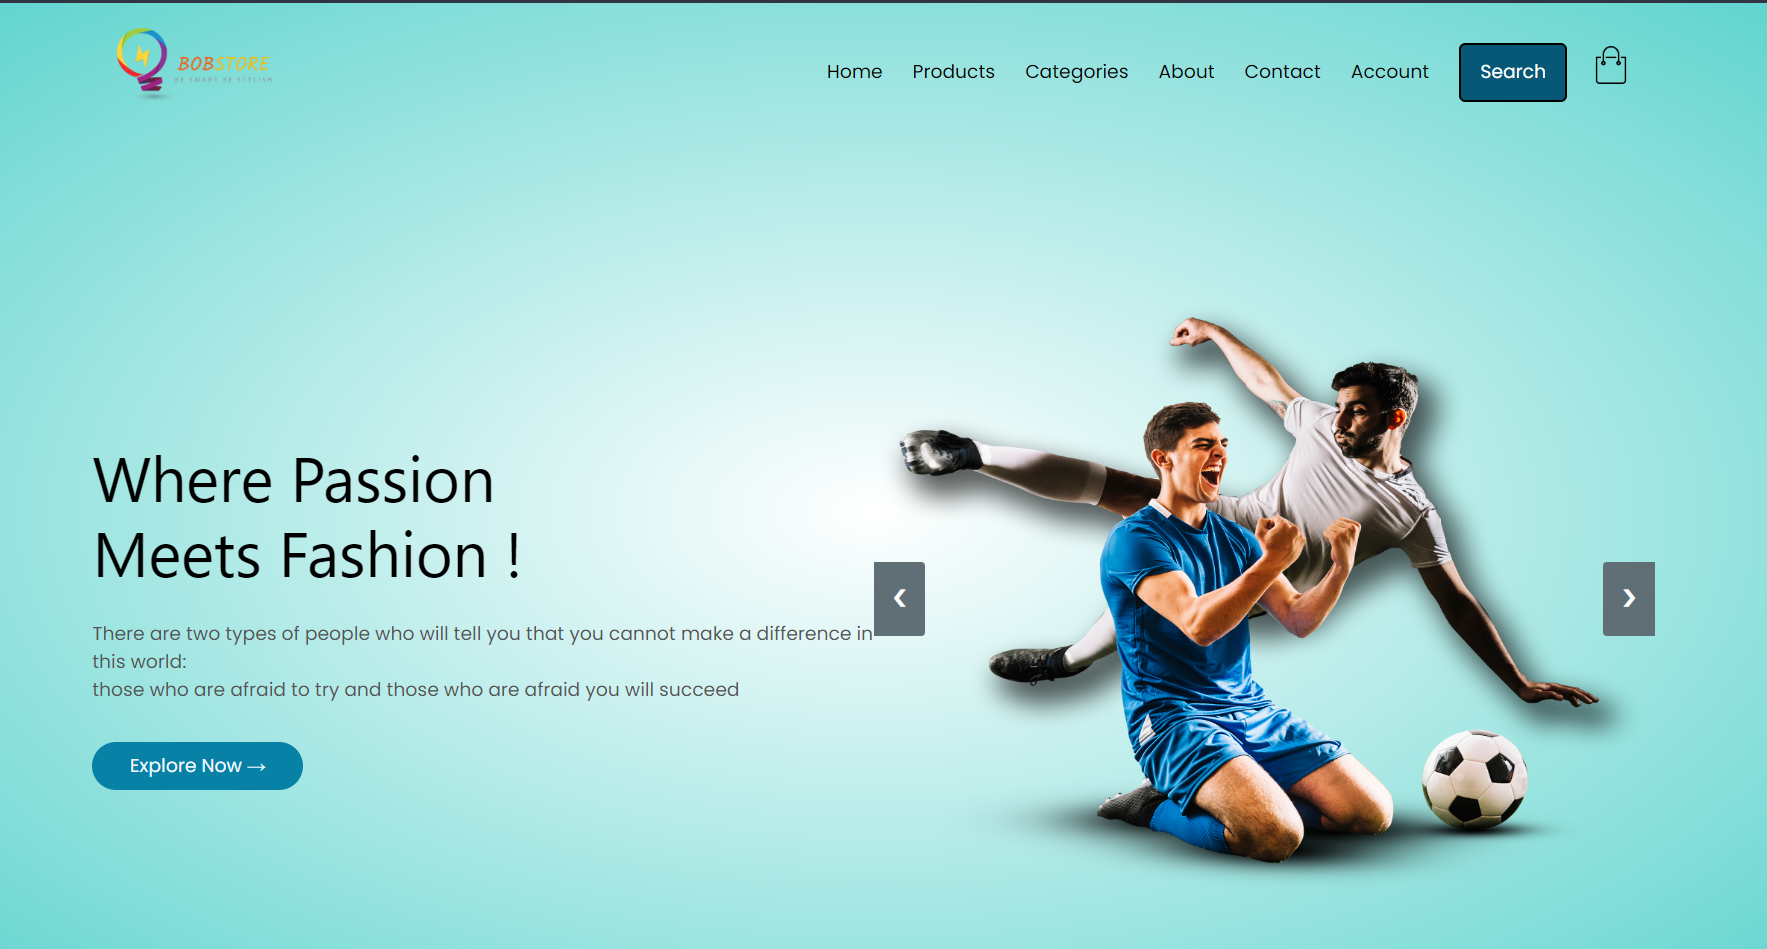 BOBSTORE
BE SMART BE STYLISH
Home Products Categories About Contact Account Search
Where Passion
Meets Fashion !
There are two types of people who will tell you that you cannot make a difference in
this world:
those who are afraid to try and those who are afraid you will succeed
❮ ❯
Explore Now →